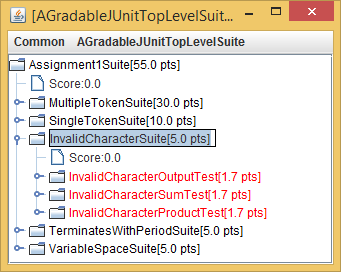 [AGradableJUnitTopLevelSuite...
Common AGradableJUnitTopLevelSuite
Assignment1Suite[55.0 pts]
Score:0.0
MultipleTokenSuite[30.0 pts]
SingleTokenSuite[10.0 pts]
InvalidCharacterSuite[5.0 pts]
Score:0.0
InvalidCharacterOutputTest[1.7 pts]
InvalidCharacterSumTest[1.7 pts]
InvalidCharacterProductTest[1.7 pts]
TerminatesWithPeriodSuite[5.0 pts]
VariableSpaceSuite[5.0 pts]